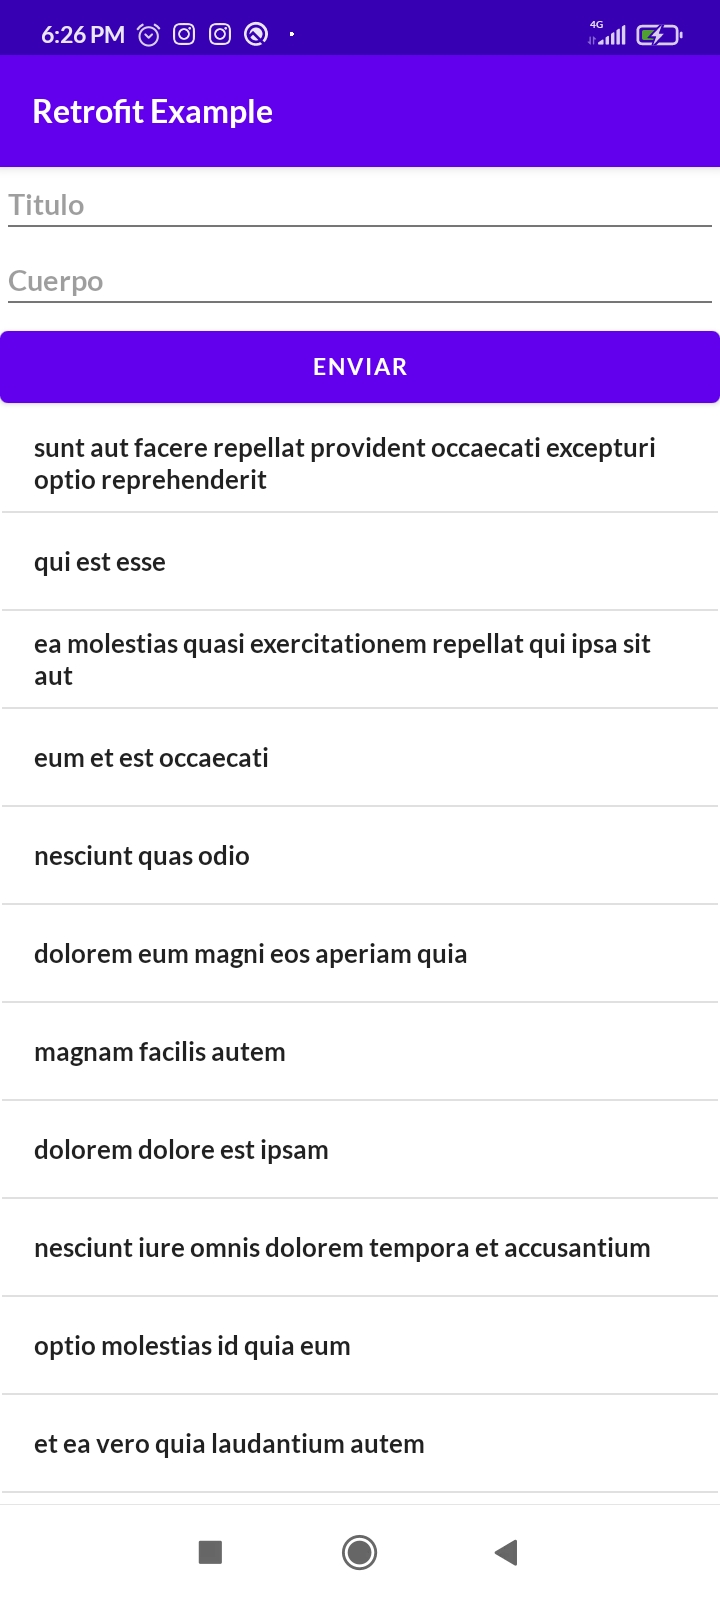 6:26 PM
4G
Retrofit Example
Titulo
Cuerpo
ENVIAR
sunt aut facere repellat provident occaecati excepturi
optio reprehenderit
qui est esse
ea molestias quasi exercitationem repellat qui ipsa sit
aut
eum et est occaecati
nesciunt quas odio
dolorem eum magni eos aperiam quia
magnam facilis autem
dolorem dolore est ipsam
nesciunt iure omnis dolorem tempora et accusantium
optio molestias id quia eum
et ea vero quia laudantium autem